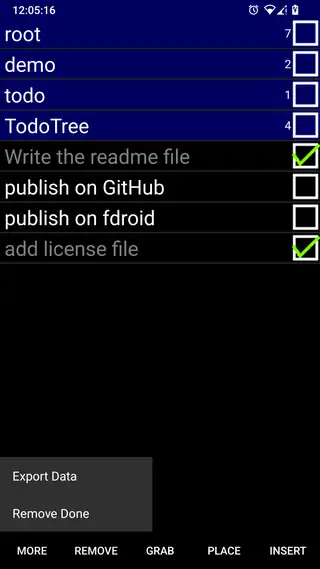 12:05:16
root 7
demo 2
todo 1
TodoTree 4
Write the readme file
publish on GitHub
publish on fdroid
add license file
Export Data
Remove Done
MORE REMOVE GRAB PLACE INSERT